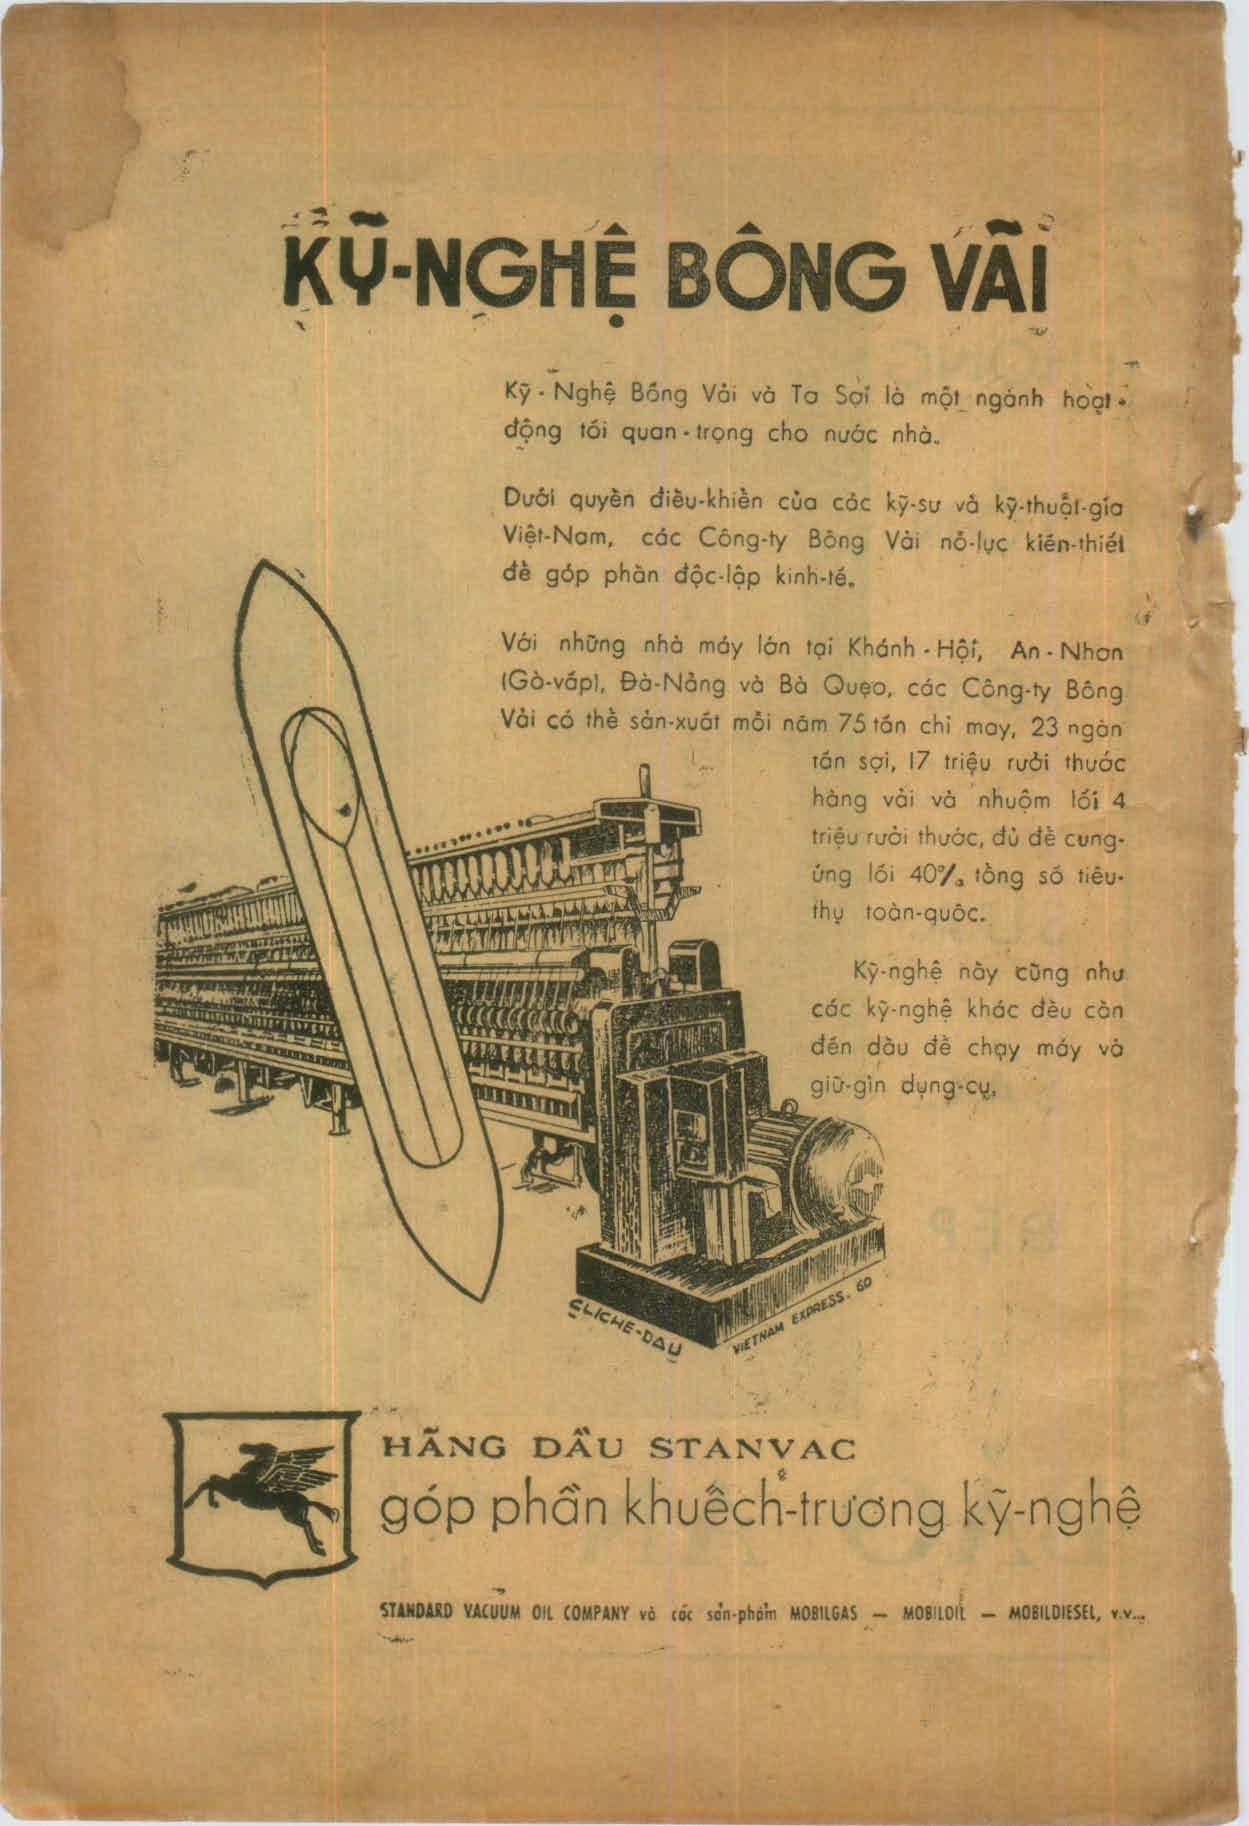 KỸ-NGHỆ BÔNG VẢI
Kỹ-Nghệ Bông Vải và Tơ Sợi là một ngành hoạt-
động tối quan-trọng cho nước nhà.
Dưới quyền điều-khiển của các kỹ-sư và kỹ-thuật-gia
Việt-Nam, các Công-ty Bông Vải nỗ-lực kiến-thiết
để góp phần độc-lập kinh-tế.
Với những nhà máy lớn tại Khánh-Hội, An-Nhơn
(Gò-vấp), Đà-Nẵng và Bà Quẹo, các Công-ty Bông
Vải có thể sản-xuất mỗi năm 75 tấn chỉ may, 23 ngàn
tấn sợi, 17 triệu rưỡi thước
hàng vải và nhuộm lối 4
triệu rưỡi thước, đủ để cung-
ứng lối 40% tổng số tiêu-
thụ toàn-quốc.
Kỹ-nghệ này cũng như
các kỹ-nghệ khác đều cần
đến dầu để chạy máy và
giữ-gìn dụng-cụ.
CLICHE-DAU
VIETNAM EXPRESS. 60
HÃNG DẦU STANVAC
góp phần khuếch-trương kỹ-nghệ
STANDARD VACUUM OIL COMPANY và các sản-phẩm MOBILGAS — MOBILOIL — MOBILDIESEL, v.v...